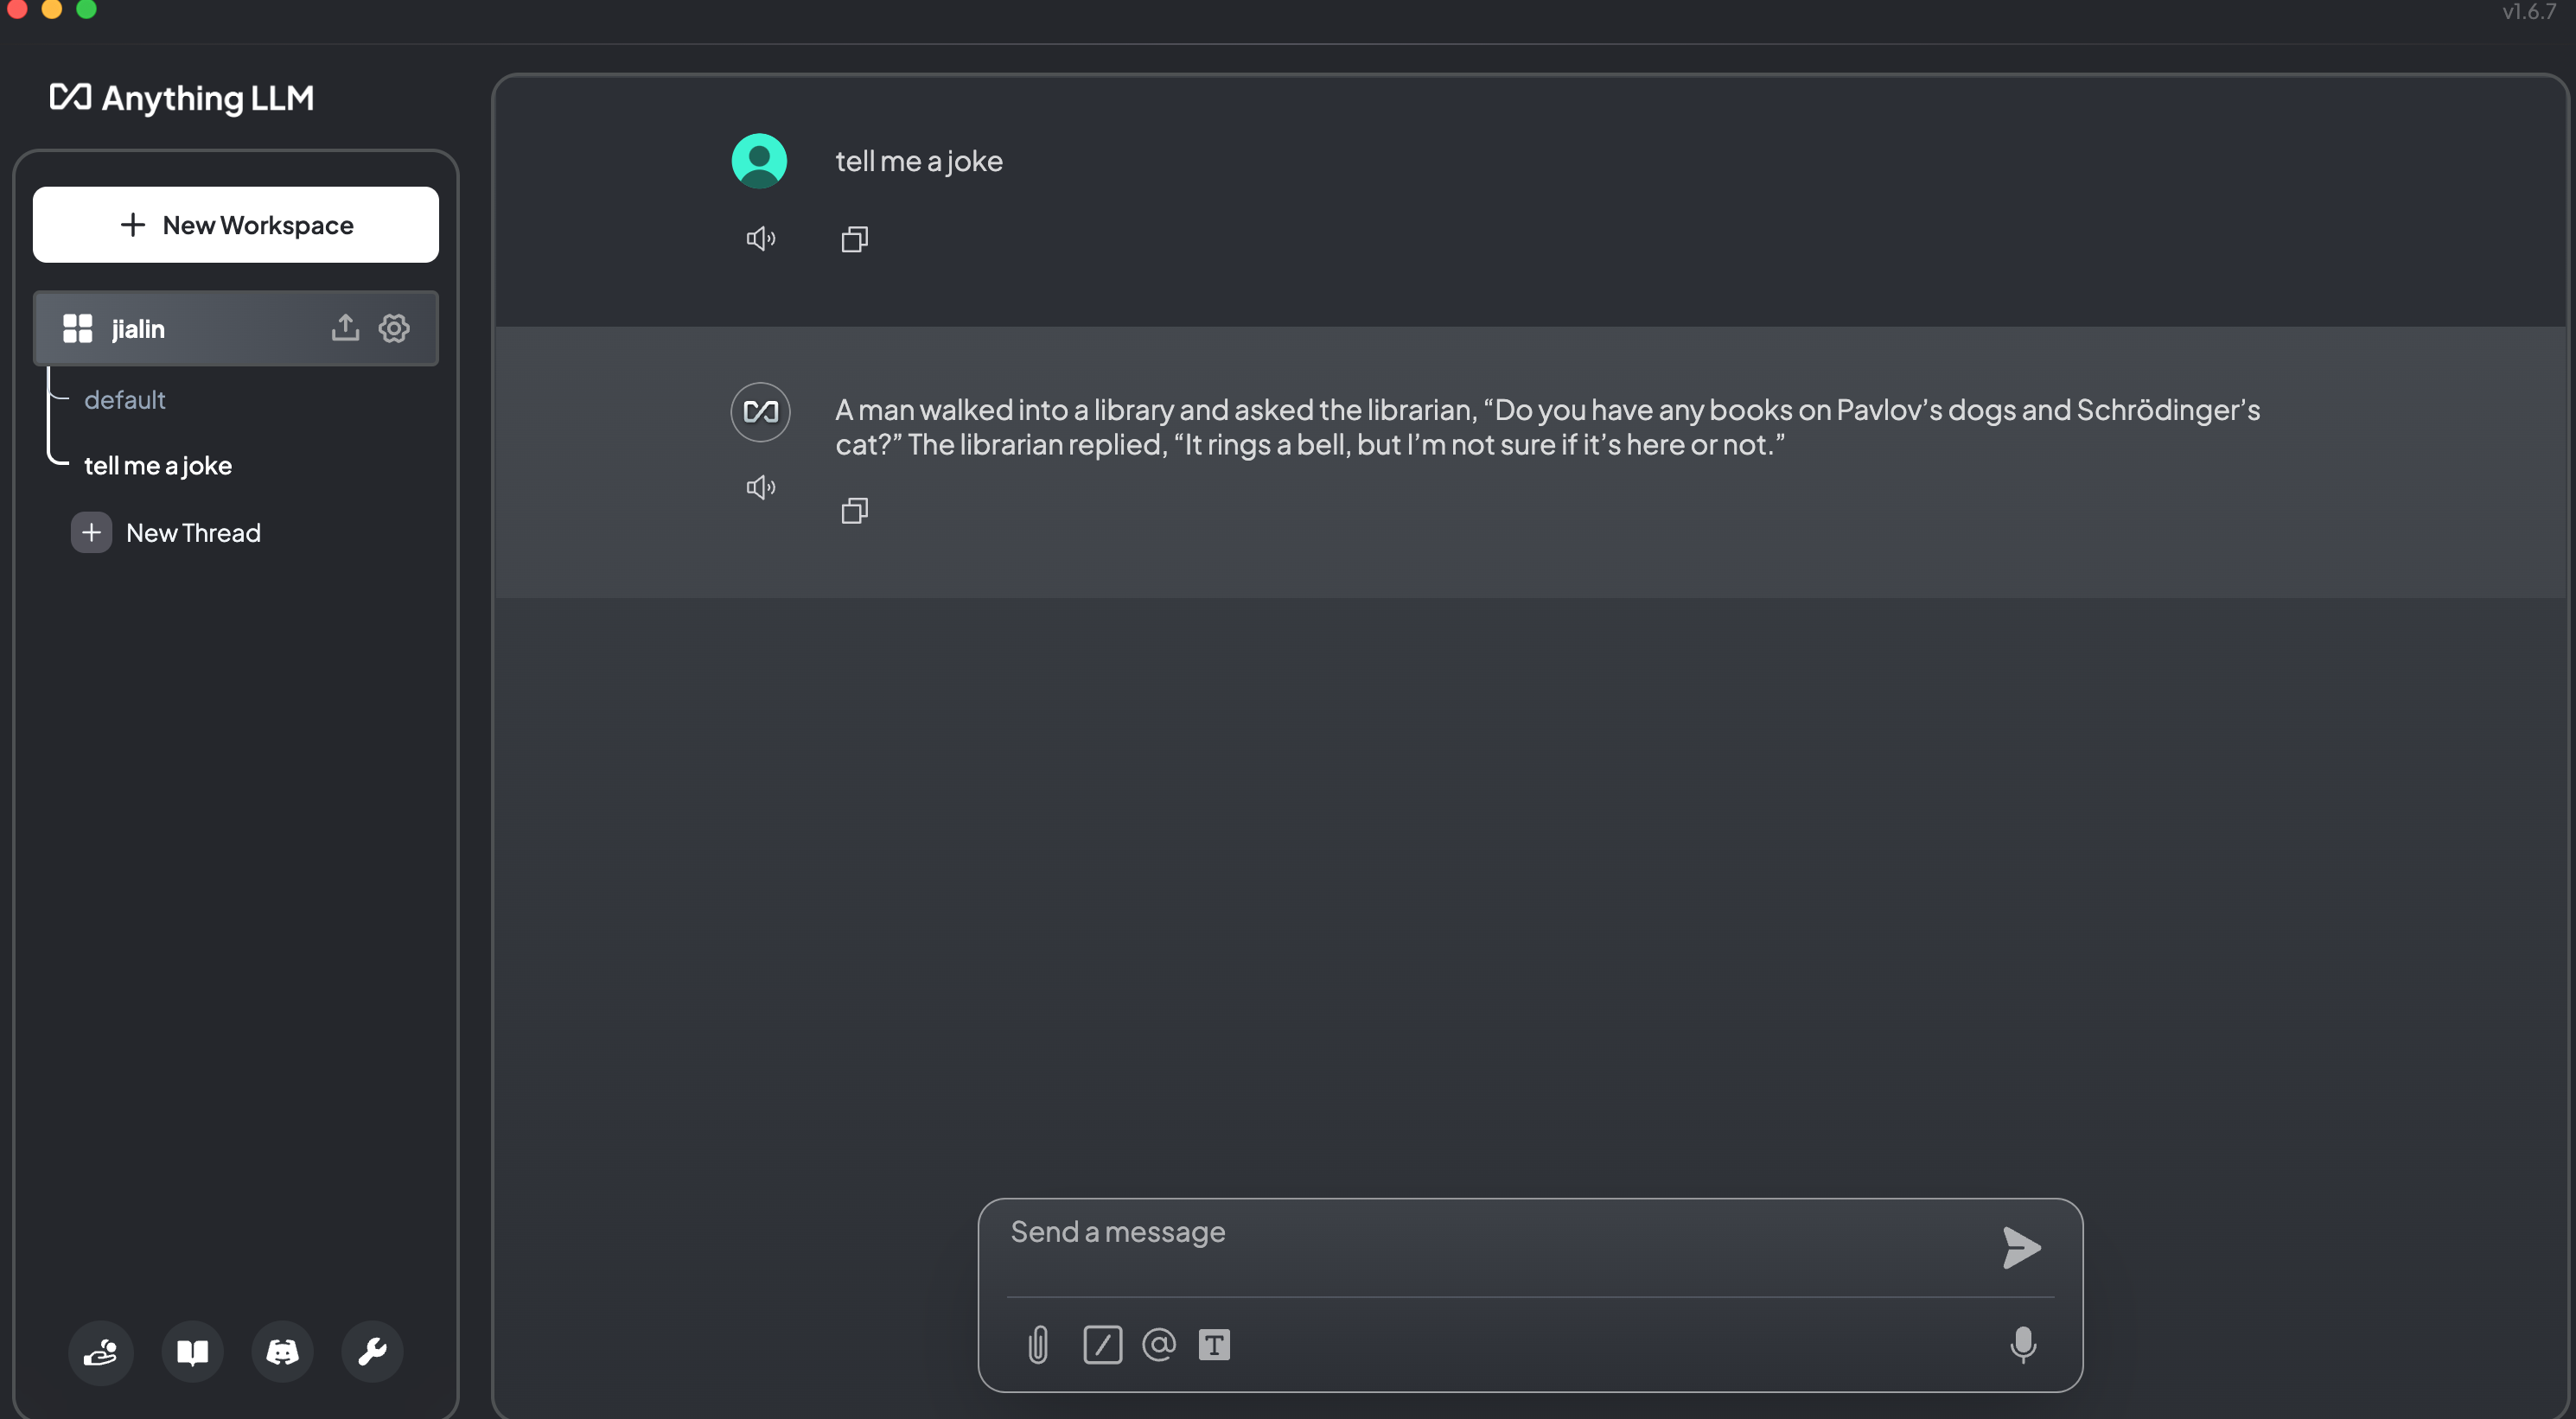 v1.6.7
Anything LLM
New Workspace
jialin
default
tell me a joke
New Thread
tell me a joke
A man walked into a library and asked the librarian, “Do you have any books on Pavlov’s dogs and Schrödinger’s
cat?” The librarian replied, “It rings a bell, but I’m not sure if it’s here or not.”
Send a message